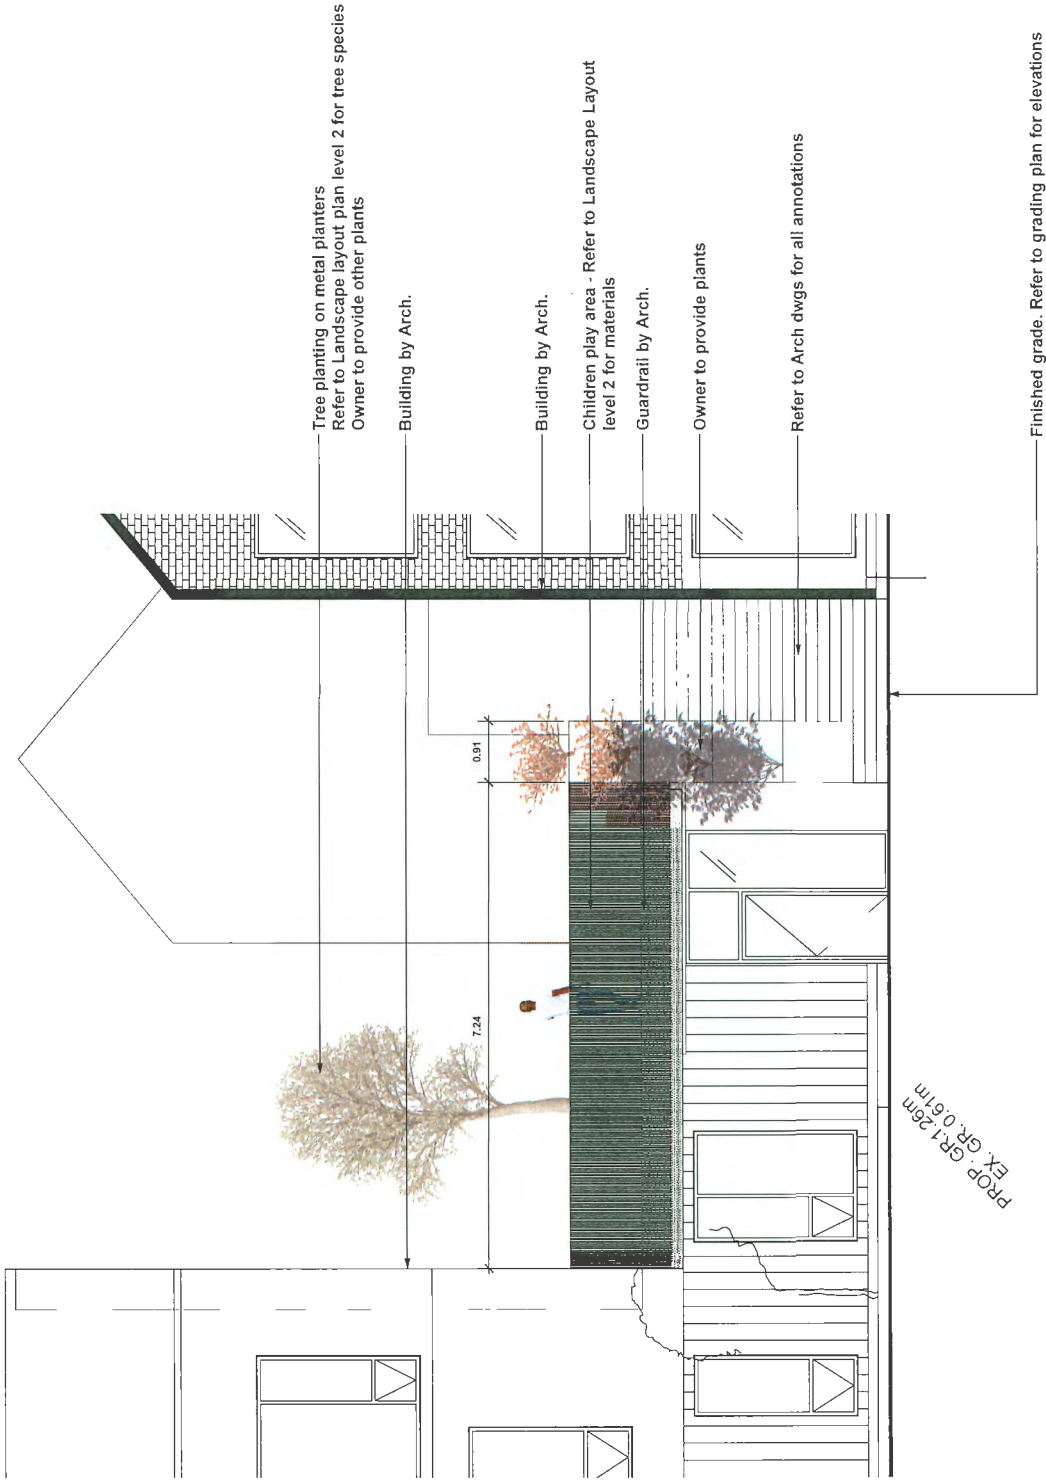 Tree planting on metal planters
Refer to Landscape layout plan level 2 for tree species
Owner to provide other plants
Building by Arch.
Building by Arch.
Children play area - Refer to Landscape Layout
level 2 for materials
Guardrail by Arch.
Owner to provide plants
Refer to Arch dwgs for all annotations
Finished grade. Refer to grading plan for elevations
0.91
7.24
PROP. GR.1.26m
EX. GR. 0.61m